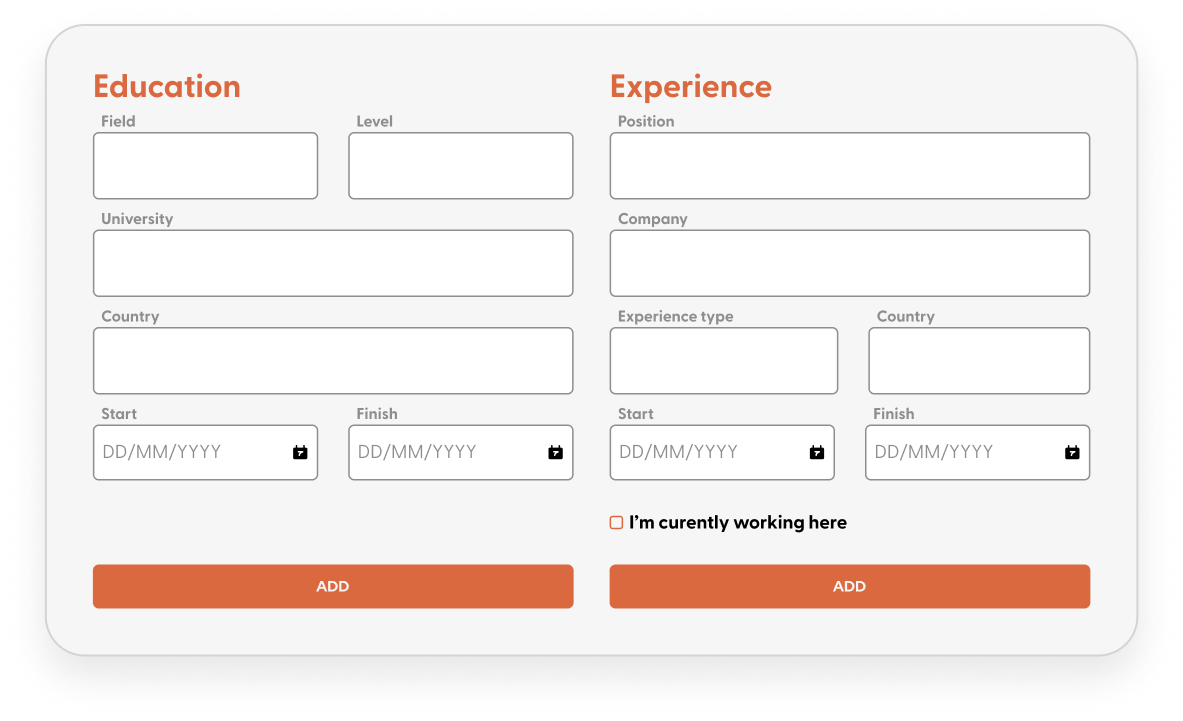 Education
Field
Level
University
Country
Start
Finish
DD/MM/YYYY
DD/MM/YYYY
ADD
Experience
Position
Company
Experience type
Country
Start
Finish
DD/MM/YYYY
DD/MM/YYYY
I'm curently working here
ADD